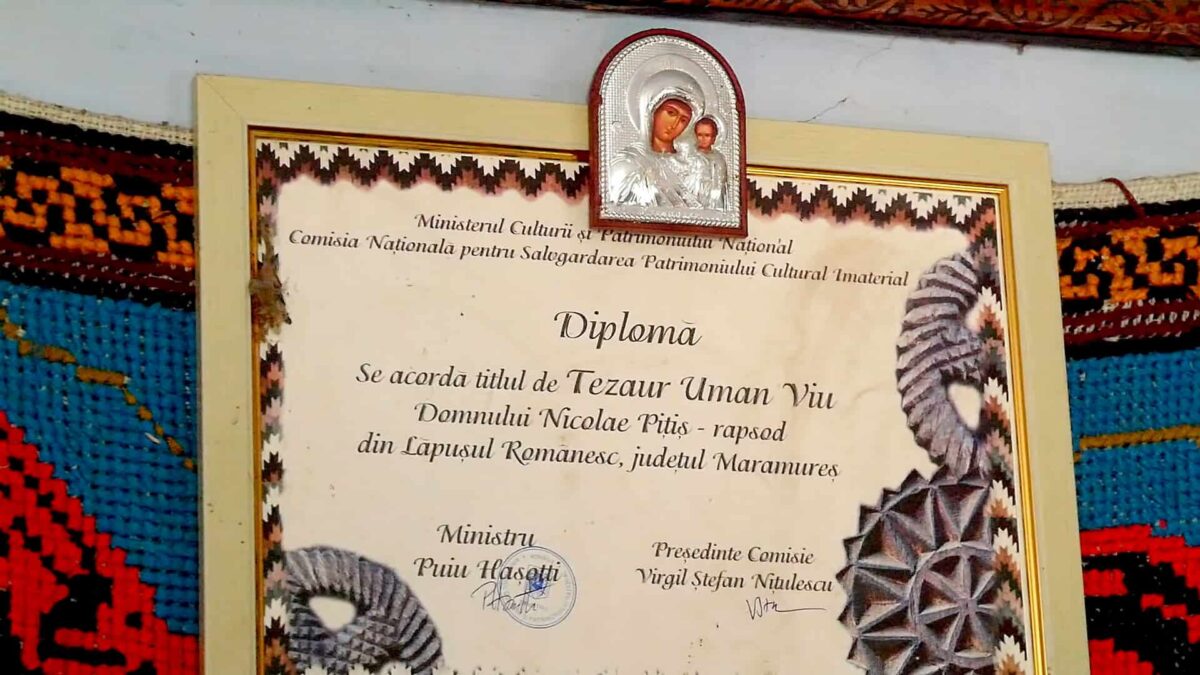 Ministerul Culturii și Patrimoniului Național
Comisia Națională pentru Salvgardarea Patrimoniului Cultural Imaterial
Diplomă
Se acordă titlul de Tezaur Uman Viu
Domnului Nicolae Pițiș - rapsod
din Lăpușul Românesc, județul Maramureș
Ministru
Puiu Hașotti
Președinte Comisie
Virgil Ștefan Nițulescu